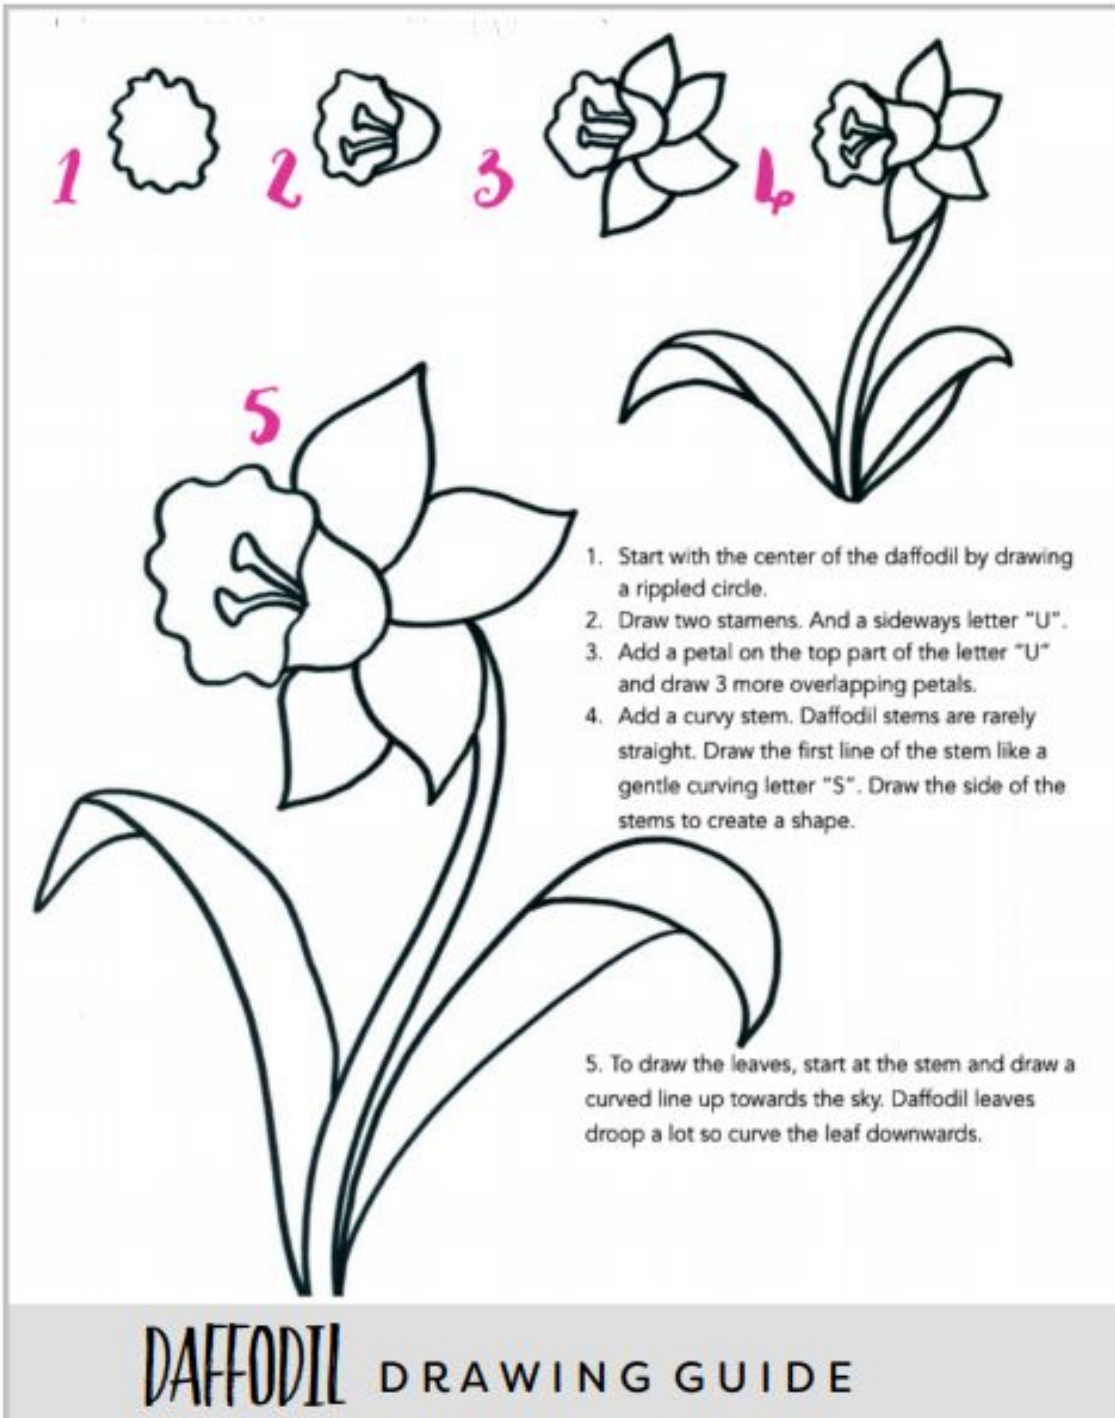 1 2 3 4
5
1. Start with the center of the daffodil by drawing
a rippled circle.
2. Draw two stamens. And a sideways letter "U".
3. Add a petal on the top part of the letter "U"
and draw 3 more overlapping petals.
4. Add a curvy stem. Daffodil stems are rarely
straight. Draw the first line of the stem like a
gentle curving letter "S". Draw the side of the
stems to create a shape.
5. To draw the leaves, start at the stem and draw a
curved line up towards the sky. Daffodil leaves
droop a lot so curve the leaf downwards.
DAFFODIL DRAWING GUIDE